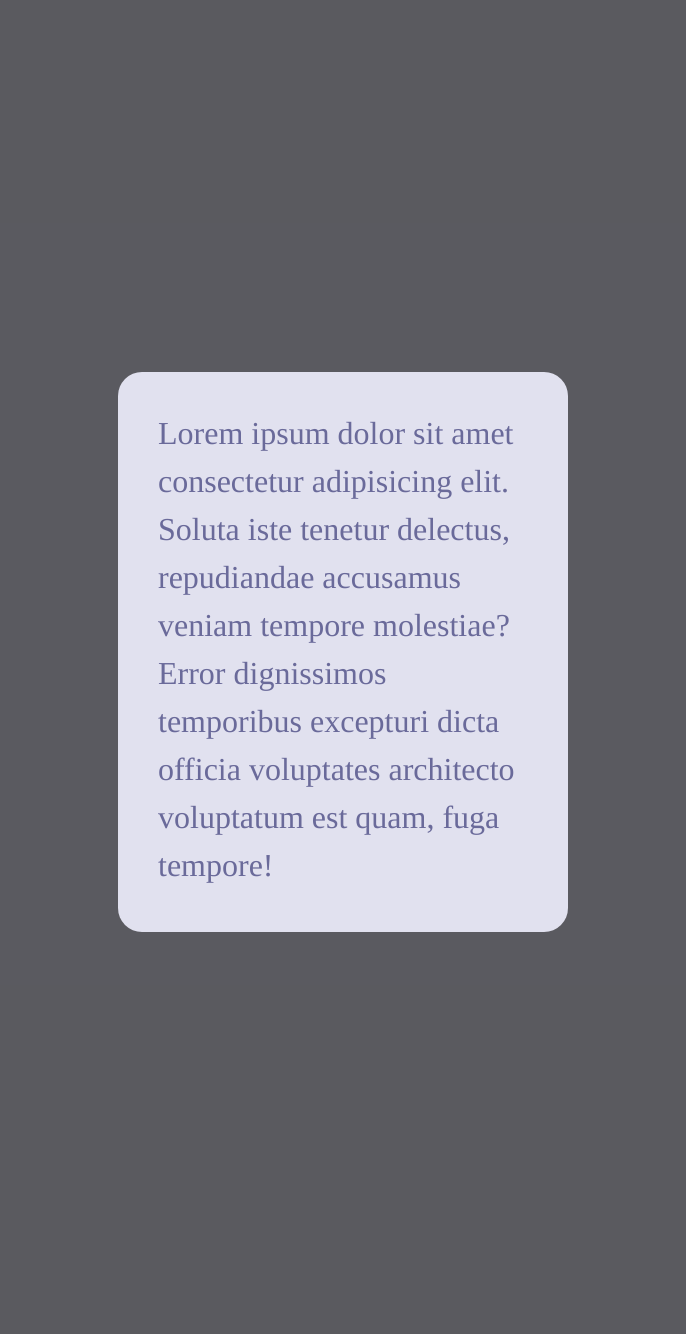 Lorem ipsum dolor sit amet
consectetur adipisicing elit.
Soluta iste tenetur delectus,
repudiandae accusamus
veniam tempore molestiae?
Error dignissimos
temporibus excepturi dicta
officia voluptates architecto
voluptatum est quam, fuga
tempore!